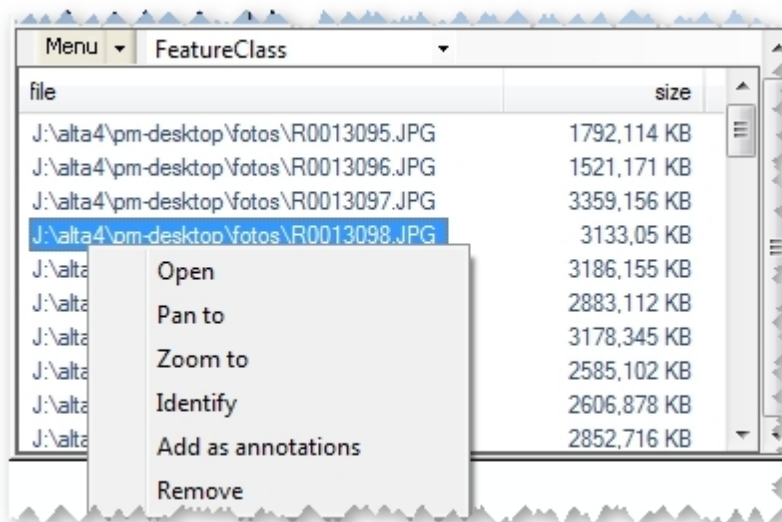 Menu FeatureClass
file size
J:\alta4\pm-desktop\fotos\R0013095.JPG 1792,114 KB
J:\alta4\pm-desktop\fotos\R0013096.JPG 1521,171 KB
J:\alta4\pm-desktop\fotos\R0013097.JPG 3359,156 KB
J:\alta4\pm-desktop\fotos\R0013098.JPG 3133,05 KB
J:\alta 3186,155 KB
Open
J:\alta 2883,112 KB
Pan to
J:\alta 3178,345 KB
Zoom to
J:\alta 2585,102 KB
J:\alta 2606,878 KB
Identify
J:\alta 2852,716 KB
Add as annotations
Remove